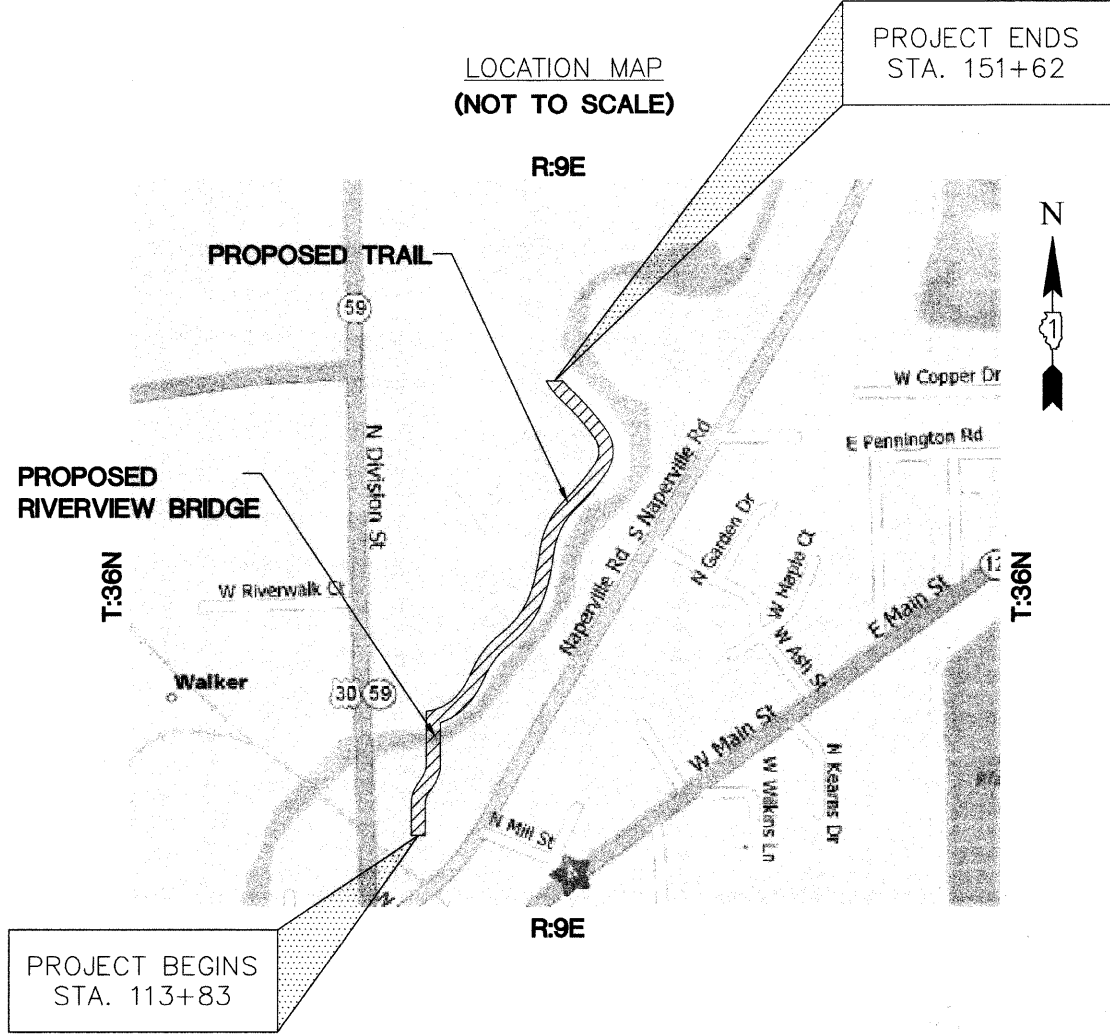 PROJECT ENDS
STA. 151+62
LOCATION MAP
(NOT TO SCALE)
R:9E
N
PROPOSED TRAIL
59
1
W Copper Dr
E Pennington Rd
N Division St
PROPOSED
RIVERVIEW BRIDGE
Naperville Rd
S Naperville Rd
N Garden Dr
W Maple Ct
T:36N
W Riverwalk Ct
E Main St
T:36N
W Ash St
Walker
30
59
W Main St
N Kearns Dr
W Wilkins Ln
N Mill St
R:9E
PROJECT BEGINS
STA. 113+83